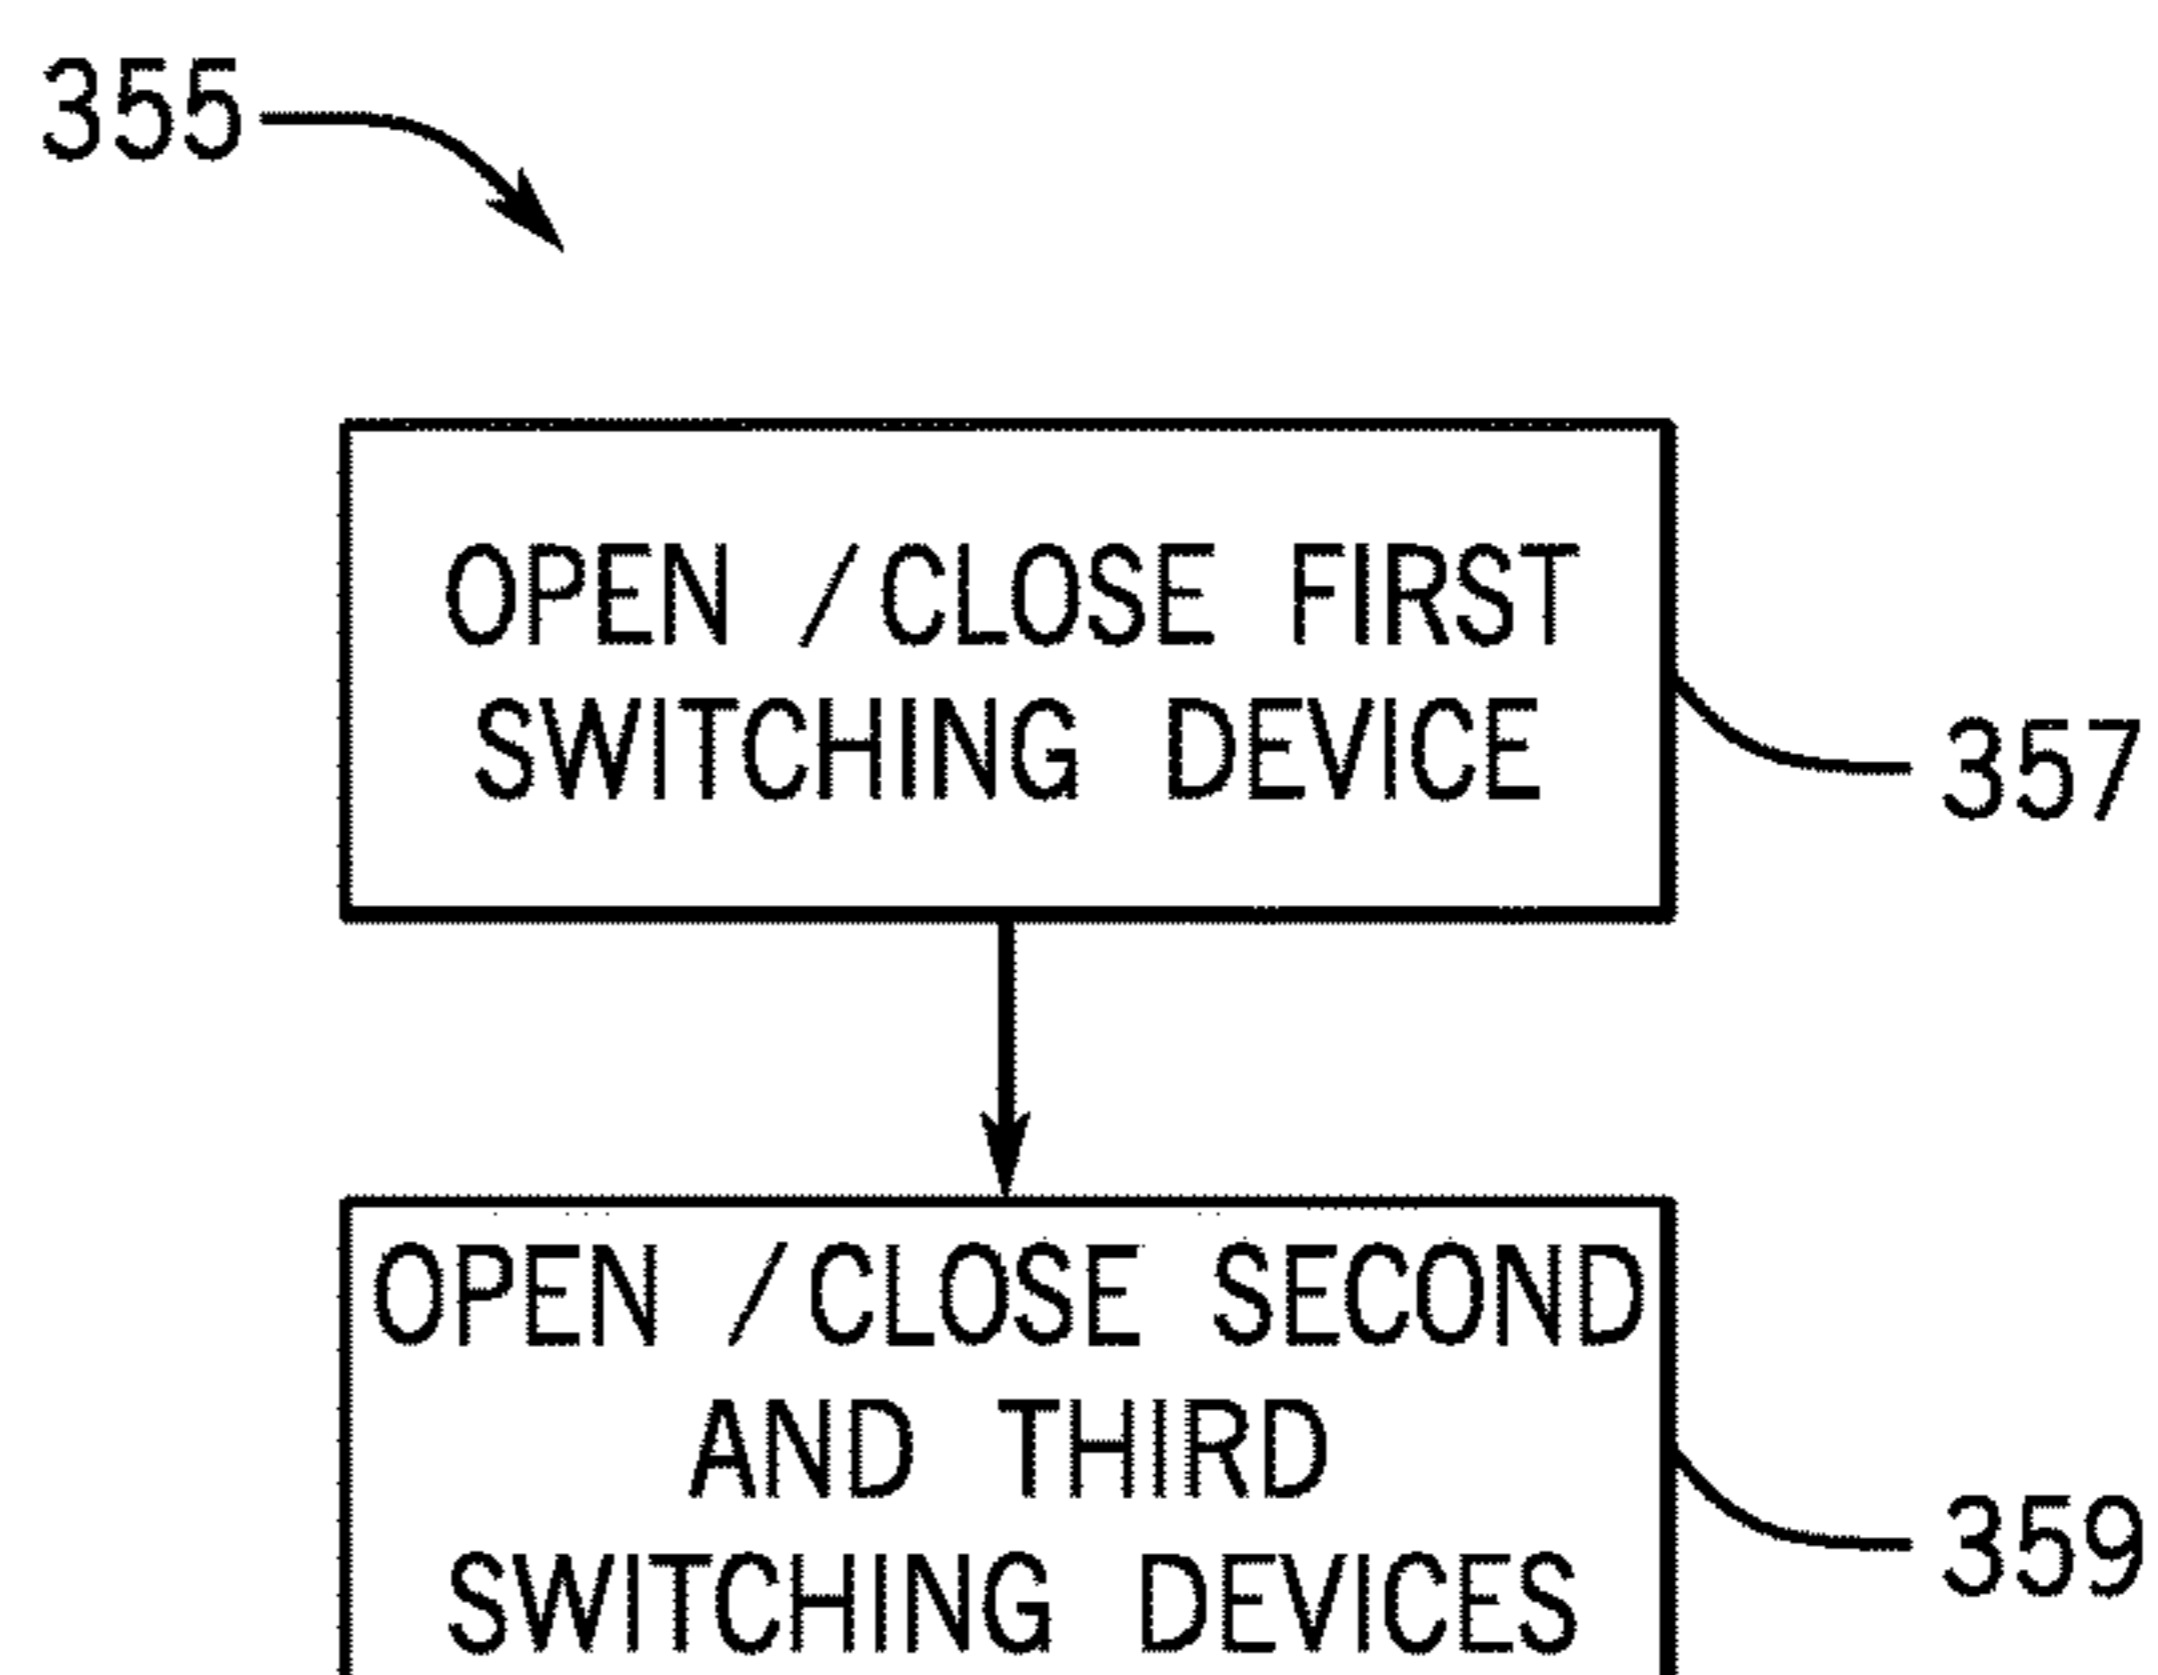 355
OPEN /CLOSE FIRST
SWITCHING DEVICE
357
OPEN /CLOSE SECOND
AND THIRD
SWITCHING DEVICES
359